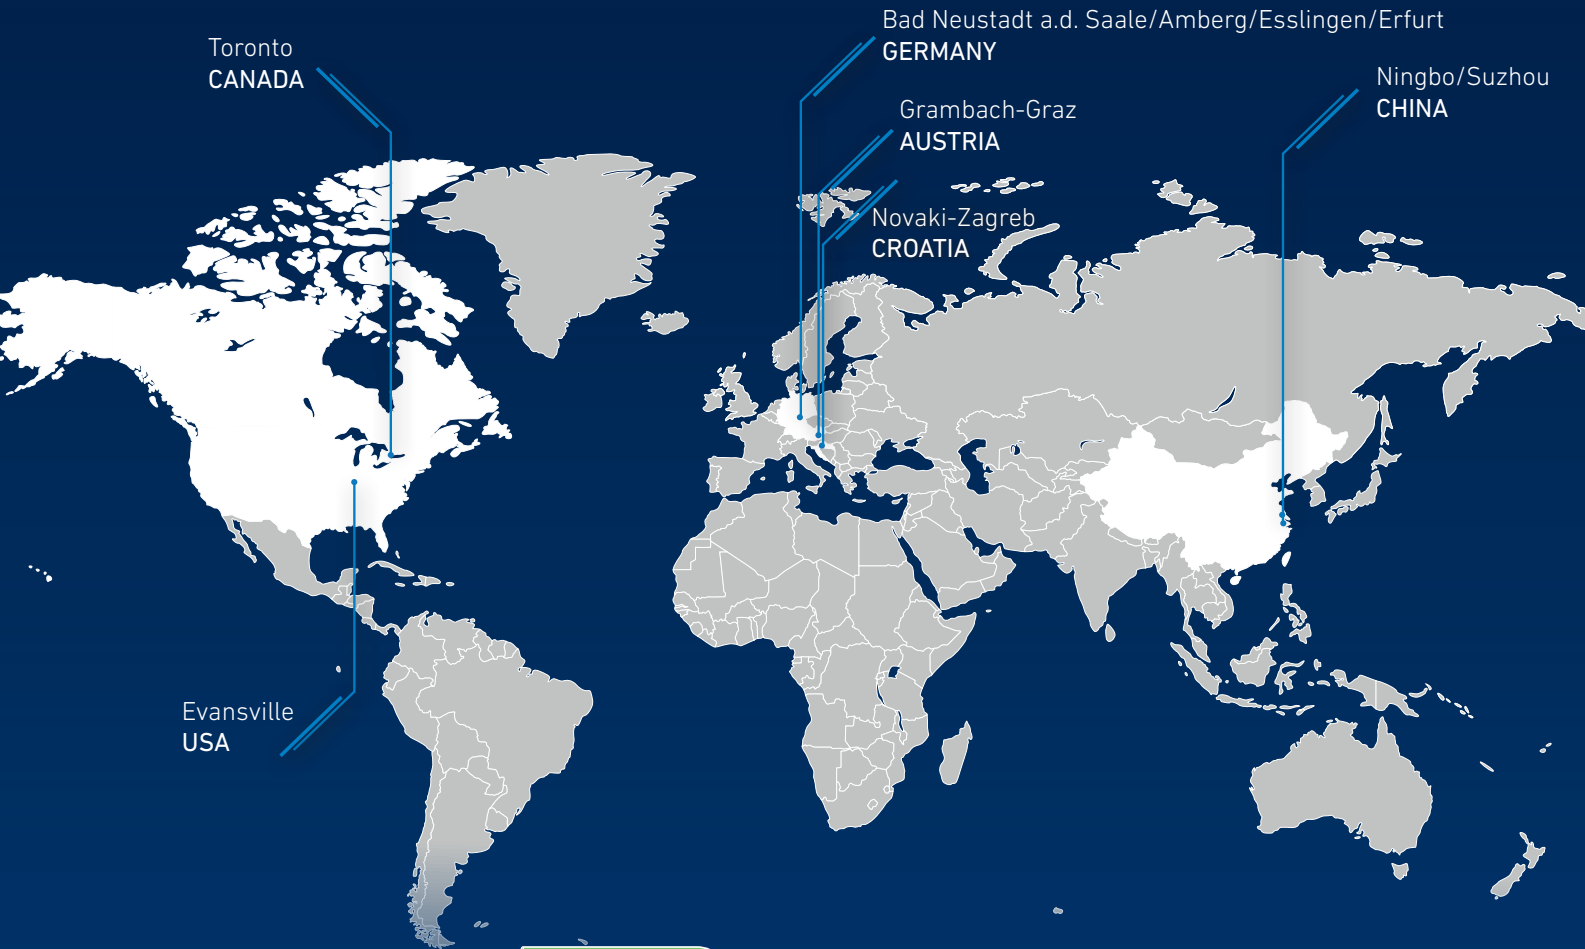 Bad Neustadt a.d. Saale/Amberg/Esslingen/Erfurt
GERMANY
Toronto
CANADA
Ningbo/Suzhou
CHINA
Grambach-Graz
AUSTRIA
Novaki-Zagreb
CROATIA
Evansville
USA